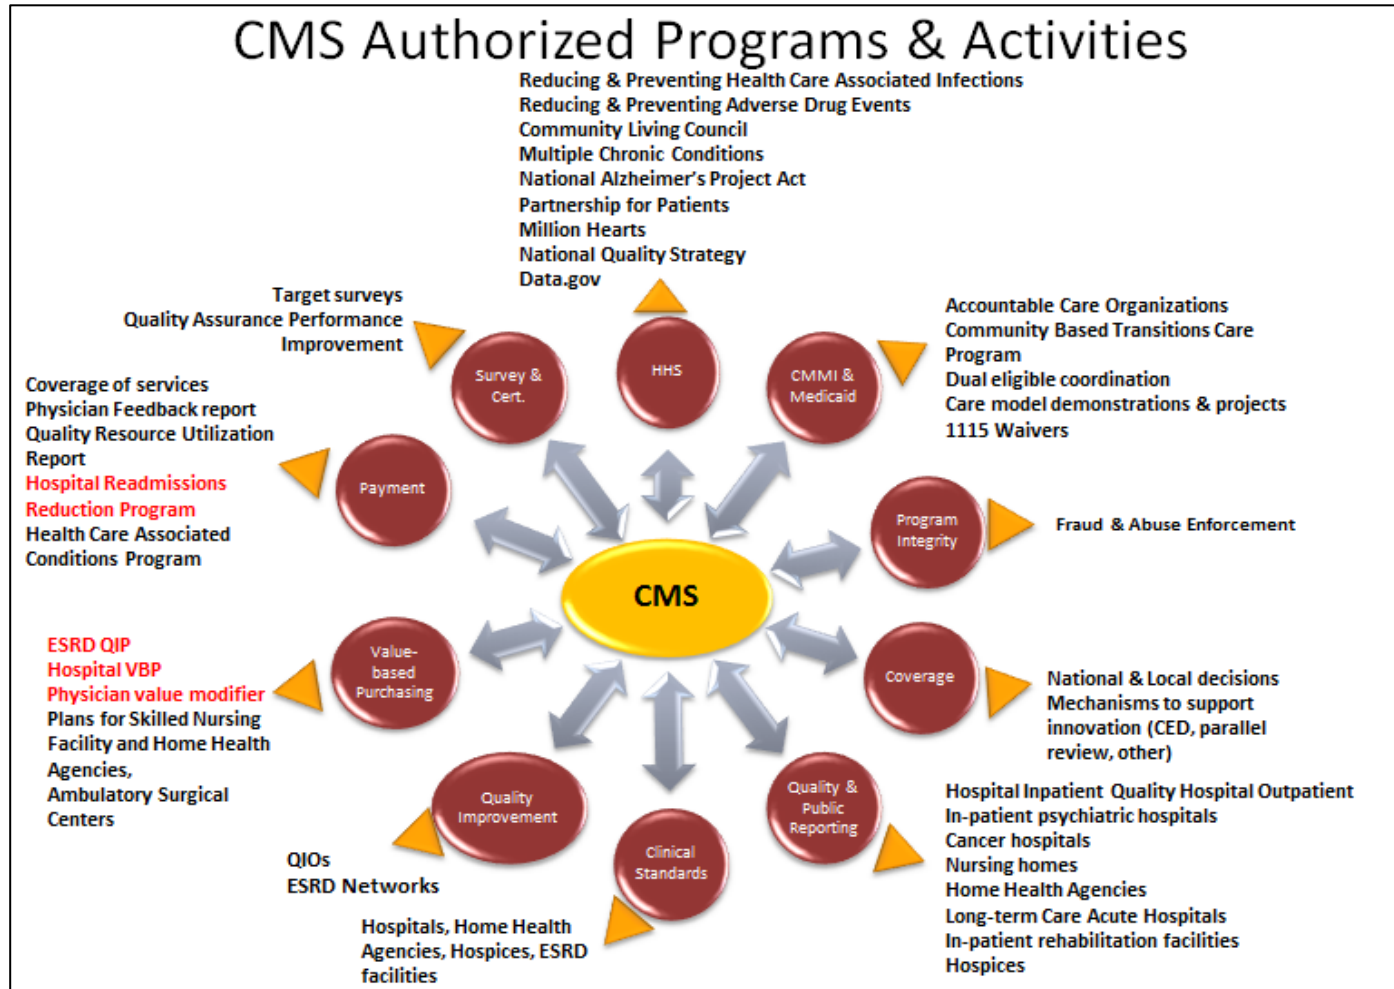 CMS Authorized Programs & Activities
Reducing & Preventing Health Care Associated Infections
Reducing & Preventing Adverse Drug Events
Community Living Council
Multiple Chronic Conditions
National Alzheimer's Project Act
Partnership for Patients
Million Hearts
National Quality Strategy
Data.gov
Target surveys
Quality Assurance Performance
Improvement
Survey &
Cert.
HHS
CMMI &
Medicaid
Accountable Care Organizations
Community Based Transitions Care
Program
Dual eligible coordination
Care model demonstrations & projects
1115 Waivers
Coverage of services
Physician Feedback report
Quality Resource Utilization
Report
Hospital Readmissions
Reduction Program
Health Care Associated
Conditions Program
Payment
Program
Integrity
Fraud & Abuse Enforcement
CMS
ESRD QIP
Hospital VBP
Physician value modifier
Plans for Skilled Nursing
Facility and Home Health
Agencies,
Ambulatory Surgical
Centers
Value-
based
Purchasing
Coverage
National & Local decisions
Mechanisms to support
innovation (CED, parallel
review, other)
Quality
Improvement
QIOs
ESRD Networks
Clinical
Standards
Hospitals, Home Health
Agencies, Hospices, ESRD
facilities
Quality &
Public
Reporting
Hospital Inpatient Quality Hospital Outpatient
In-patient psychiatric hospitals
Cancer hospitals
Nursing homes
Home Health Agencies
Long-term Care Acute Hospitals
In-patient rehabilitation facilities
Hospices